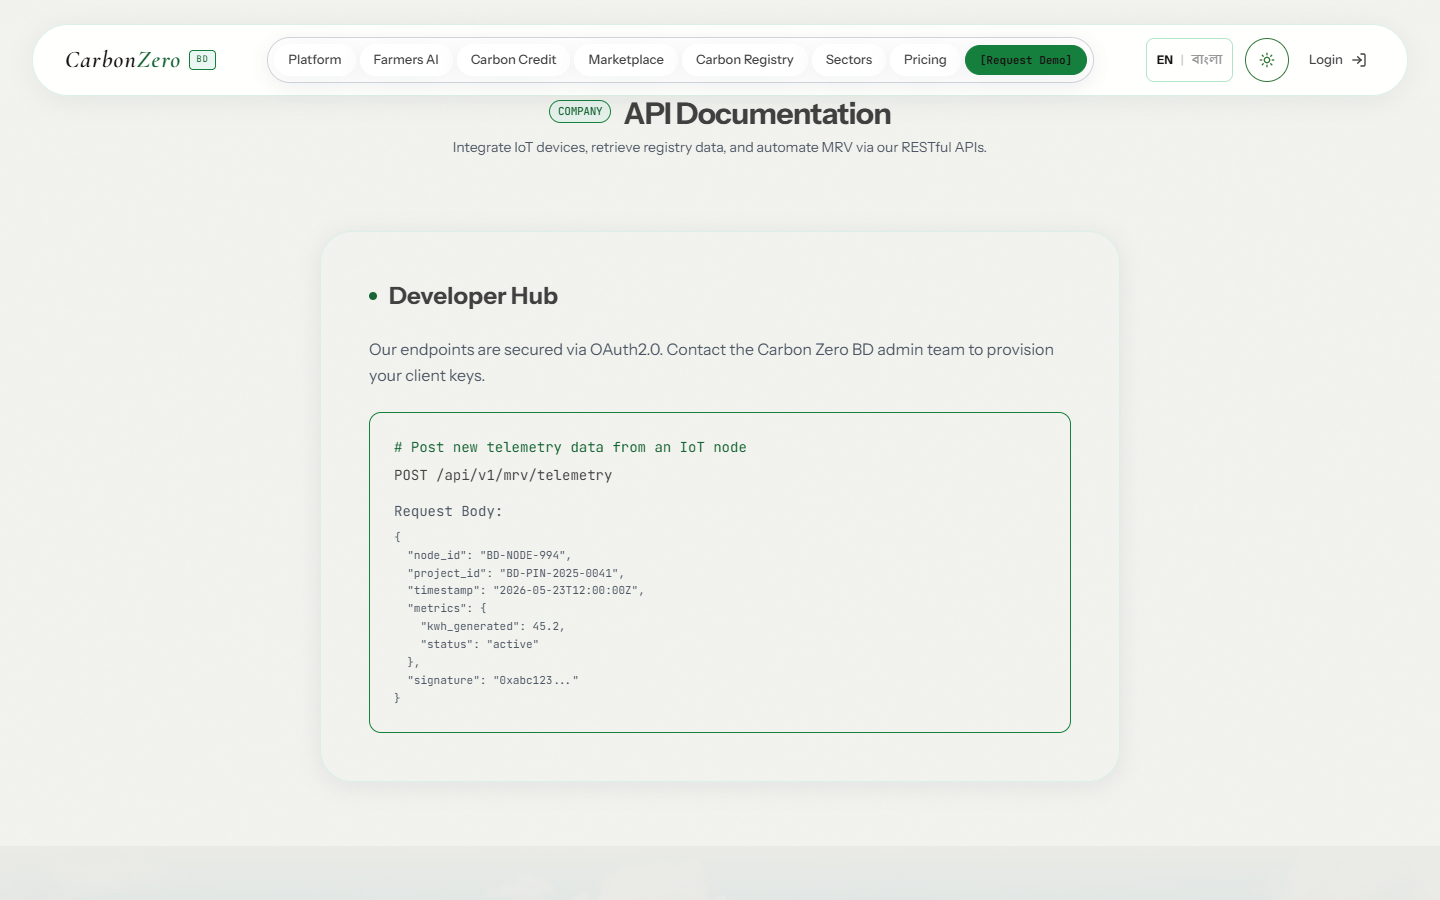 CarbonZero BD
Platform Farmers AI Carbon Credit Marketplace Carbon Registry Sectors Pricing [Request Demo]
EN | বাংলা
Login
COMPANY API Documentation
Integrate IoT devices, retrieve registry data, and automate MRV via our RESTful APIs.
Developer Hub
Our endpoints are secured via OAuth2.0. Contact the Carbon Zero BD admin team to provision
your client keys.
# Post new telemetry data from an IoT node
POST /api/v1/mrv/telemetry
Request Body:
{
  "node_id": "BD-NODE-994",
  "project_id": "BD-PIN-2025-0041",
  "timestamp": "2026-05-23T12:00:00Z",
  "metrics": {
    "kwh_generated": 45.2,
    "status": "active"
  },
  "signature": "0xabc123..."
}